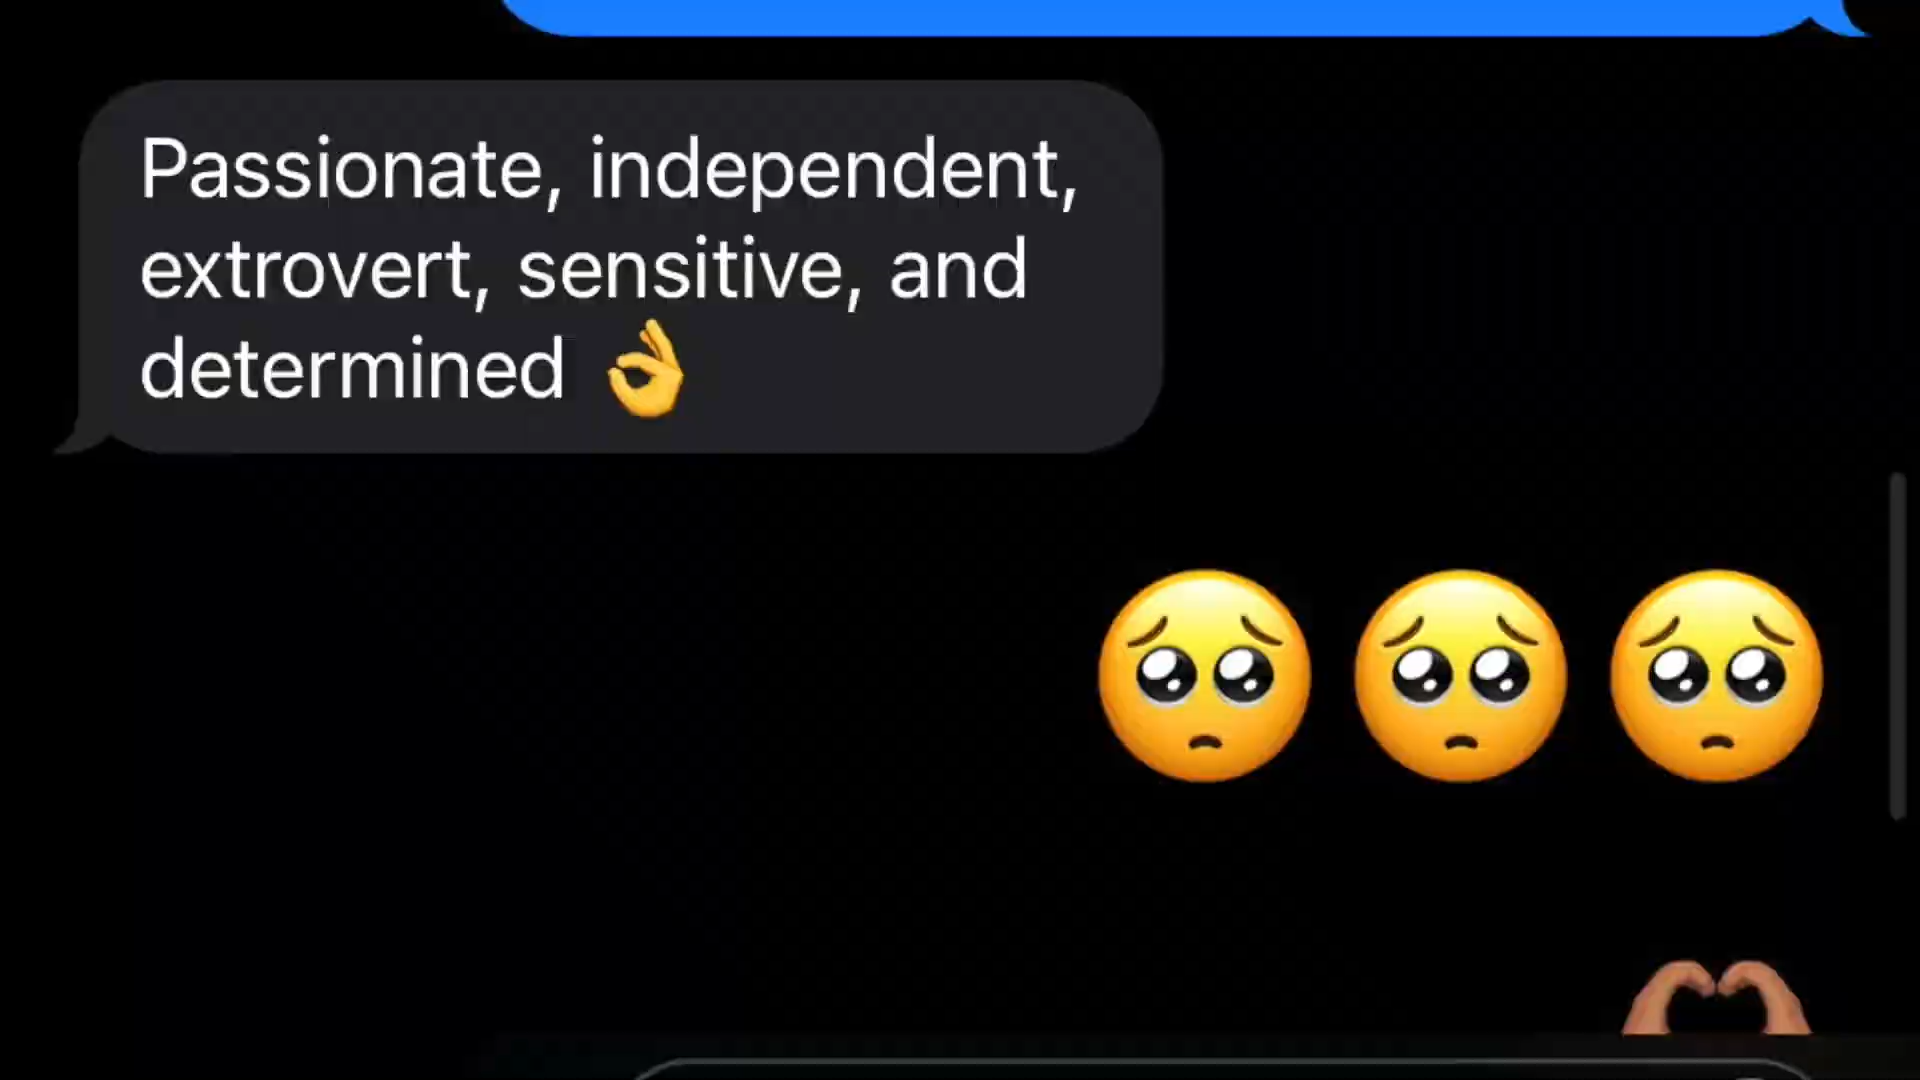 Passionate, independent,
extrovert, sensitive, and
determined 👌
🥺🥺🥺